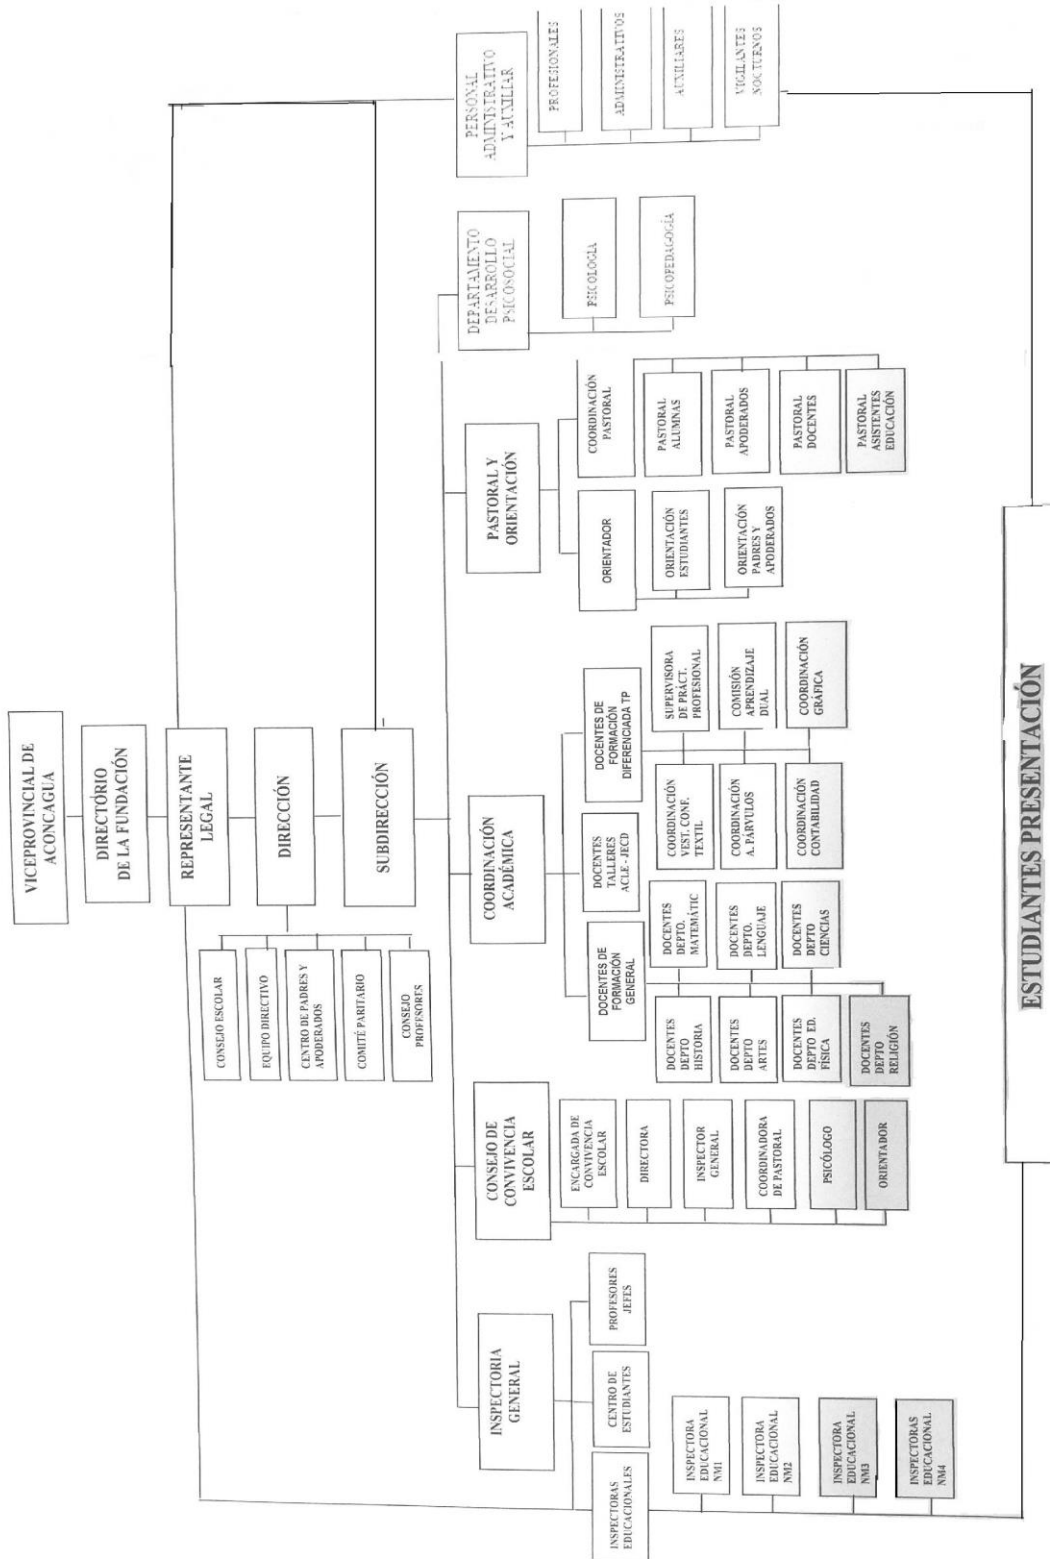 VICEPROVINCIAL DE
ACONCAGUA
DIRECTÓRIO
DE LA FUNDACIÓN
REPRESENTANTE
LEGAL
DIRECCIÓN
SUBDIRECCIÓN
CONSEJO ESCOLAR
EQUIPO DIRECTIVO
CENTRO DE PADRES Y
APODERADOS
COMITÉ PARITARIO
CONSEJO
PROFESORES
INSPECTORIA
GENERAL
INSPECTORAS
EDUCACIONALES
CENTRO DE
ESTUDIANTES
PROFESORES
JEFES
INSPECTORA
EDUCACIONAL
NM1
INSPECTORA
EDUCACIONAL
NM2
INSPECTORA
EDUCACIONAL
NM3
INSPECTORAS
EDUCACIONAL
NM4
CONSEJO DE
CONVIVENCIA
ESCOLAR
ENCARGADA DE
CONVIVENCIA
ESCOLAR
DIRECTORA
INSPECTOR
GENERAL
COORDINADORA
DE PASTORAL
PSICÓLOGO
ORIENTADOR
COORDINACIÓN
ACADÉMICA
DOCENTES DE
FORMACIÓN
GENERAL
DOCENTES
TALLERES
ACLE - JECD
DOCENTES DE
FORMACIÓN
DIFERENCIADA TP
DOCENTES
DEPTO
HISTORIA
DOCENTES
DEPTO.
MATEMÁTIC
DOCENTES
DEPTO
ARTES
DOCENTES
DEPTO.
LENGUAJE
DOCENTES
DEPTO ED.
FÍSICA
DOCENTES
DEPTO
CIENCIAS
DOCENTES
DEPTO
RELIGIÓN
COORDINACIÓN
VEST. CONF.
TEXTIL
SUPERVISORA
DE PRÁCT.
PROFESIONAL
COORDINACIÓN
A. PÁRVULOS
COMISIÓN
APRENDIZAJE
DUAL
COORDINACIÓN
CONTABILIDAD
COORDINACIÓN
GRÁFICA
PASTORAL Y
ORIENTACIÓN
ORIENTADOR
COORDINACIÓN
PASTORAL
ORIENTACIÓN
ESTUDIANTES
ORIENTACIÓN
PADRES Y
APODERADOS
PASTORAL
ALUMNAS
PASTORAL
APODERADOS
PASTORAL
DOCENTES
PASTORAL
ASISTENTES
EDUCACIÓN
DEPARTAMENTO
DESARROLLO
PSICOSOCIAL
PSICOLOGIA
PSICOPEDAGOGÍA
PERSONAL
ADMINISTRATIVO
Y AUXILIAR
PROFESIONALES
ADMINISTRATIVOS
AUXILIARES
VIGILANTES
NOCTURNOS
ESTUDIANTES PRESENTACIÓN